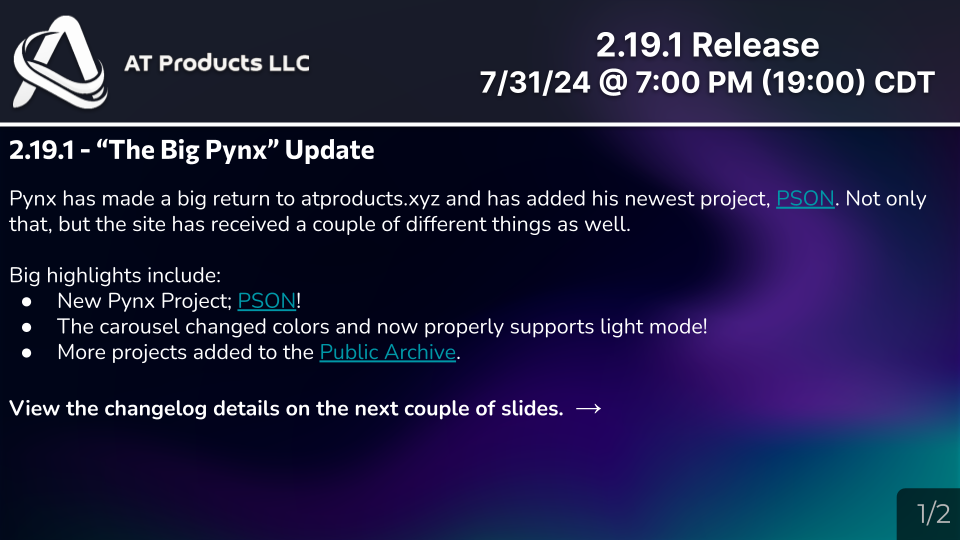 AT Products LLC
2.19.1 Release
7/31/24 @ 7:00 PM (19:00) CDT
2.19.1 - “The Big Pynx” Update
Pynx has made a big return to atproducts.xyz and has added his newest project, PSON. Not only
that, but the site has received a couple of different things as well.
Big highlights include:
● New Pynx Project; PSON!
● The carousel changed colors and now properly supports light mode!
● More projects added to the Public Archive.
View the changelog details on the next couple of slides. →
1/2